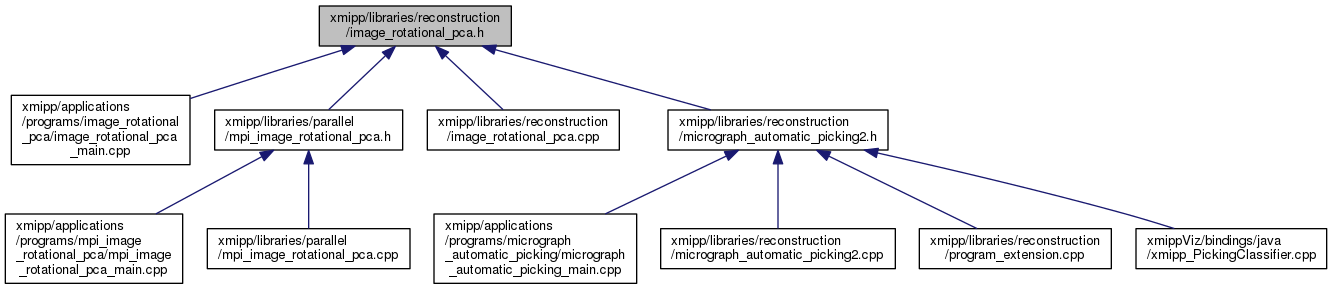 xmipp/libraries/reconstruction
/image_rotational_pca.h
xmipp/applications
/programs/image_rotational
_pca/image_rotational_pca
_main.cpp
xmipp/libraries/parallel
/mpi_image_rotational_pca.h
xmipp/libraries/reconstruction
/image_rotational_pca.cpp
xmipp/libraries/reconstruction
/micrograph_automatic_picking2.h
xmipp/applications
/programs/mpi_image
_rotational_pca/mpi_image
_rotational_pca_main.cpp
xmipp/libraries/parallel
/mpi_image_rotational_pca.cpp
xmipp/applications
/programs/micrograph
_automatic_picking/micrograph
_automatic_picking_main.cpp
xmipp/libraries/reconstruction
/micrograph_automatic_picking2.cpp
xmipp/libraries/reconstruction
/program_extension.cpp
xmippViz/bindings/java
/xmipp_PickingClassifier.cpp